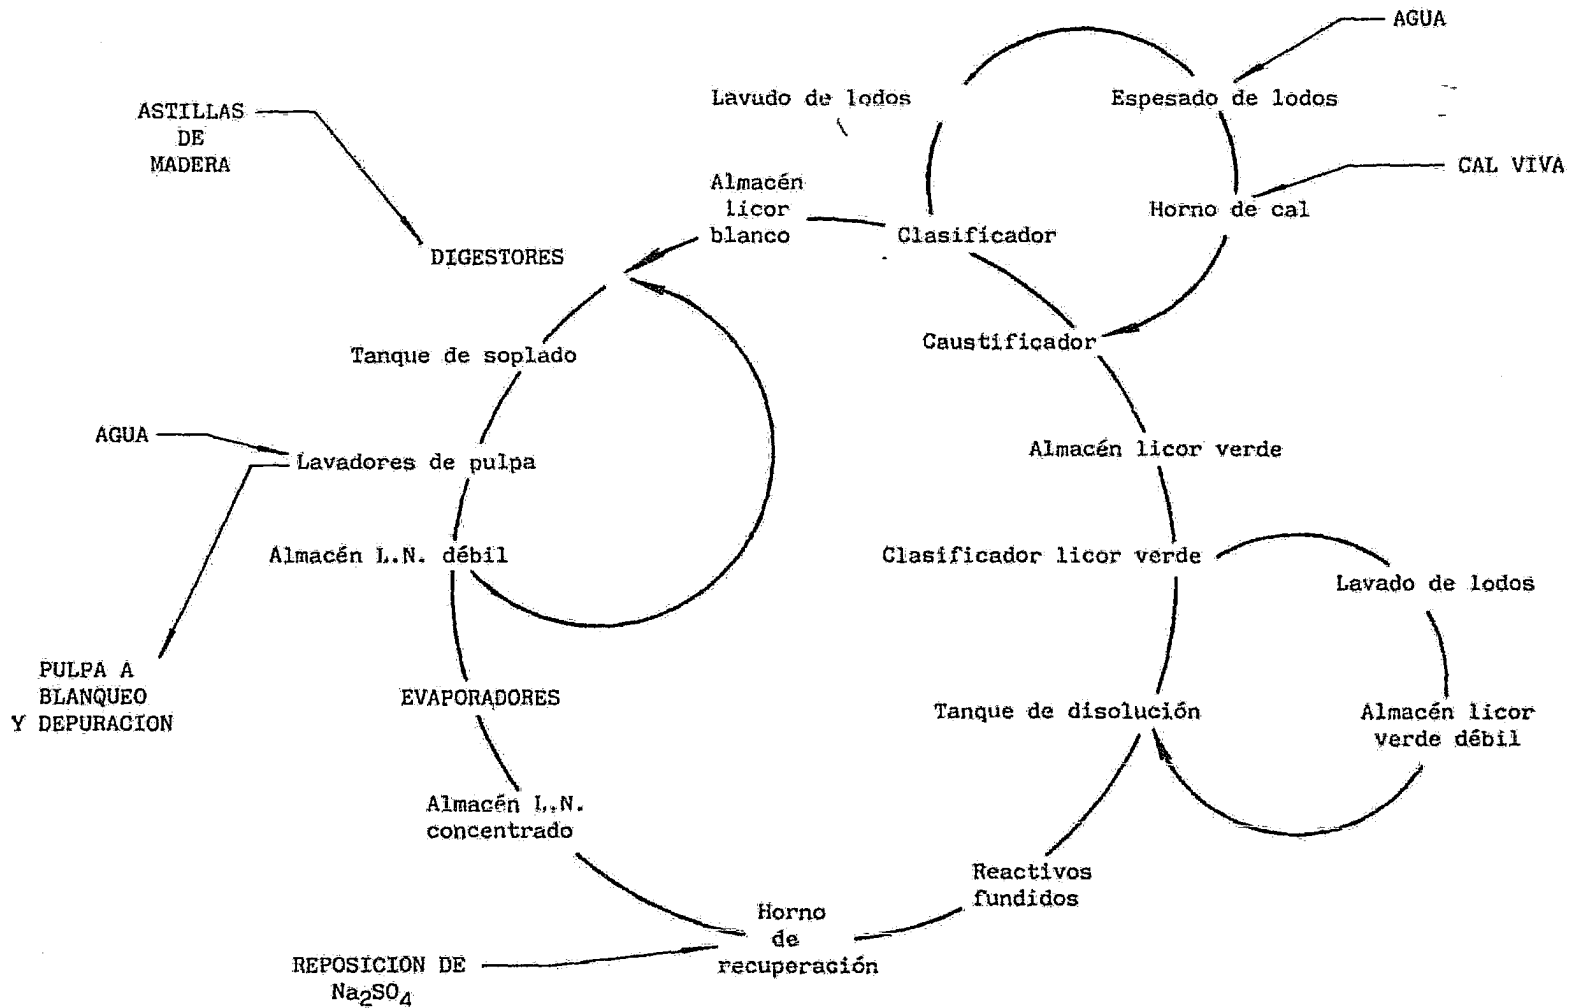 AGUA
Lavudo de lodos
Espesado de lodos
ASTILLAS
DE
MADERA
CAL VIVA
Almacén
licor
blanco
Horno de cal
Clasificador
DIGESTORES
Caustificador
Tanque de soplado
AGUA
Lavadores de pulpa
Almacén licor verde
Almacén L.N. débil
Clasificador licor verde
Lavado de lodos
PULPA A
BLANQUEO
Y DEPURACION
EVAPORADORES
Tanque de disolución
Almacén licor
verde débil
Almacén L.N.
concentrado
Reactivos
fundidos
Horno
de
recuperación
REPOSICION DE
Na2SO4